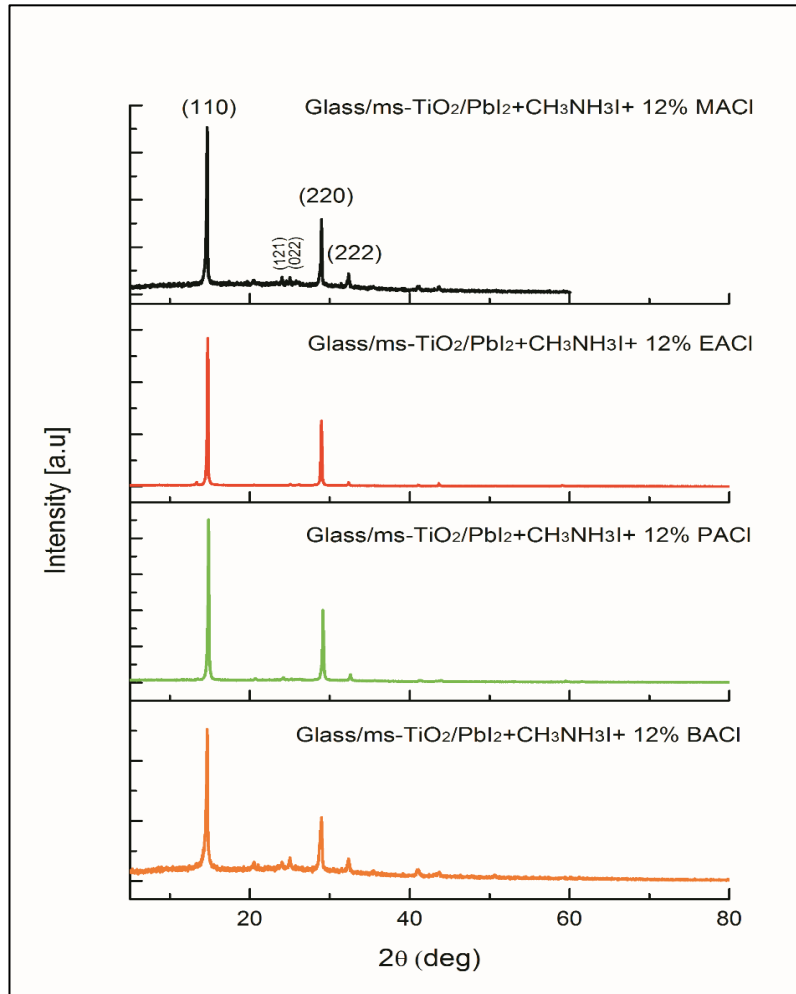 Glass/ms-TiO₂/PbI₂+CH₃NH₃I+ 12% MACl
(110)
(220)
(121)
(022)
(222)
Glass/ms-TiO₂/PbI₂+CH₃NH₃I+ 12% EACl
Intensity [a.u]
Glass/ms-TiO₂/PbI₂+CH₃NH₃I+ 12% PACl
Glass/ms-TiO₂/PbI₂+CH₃NH₃I+ 12% BACl
20 40 60 80
2θ (deg)